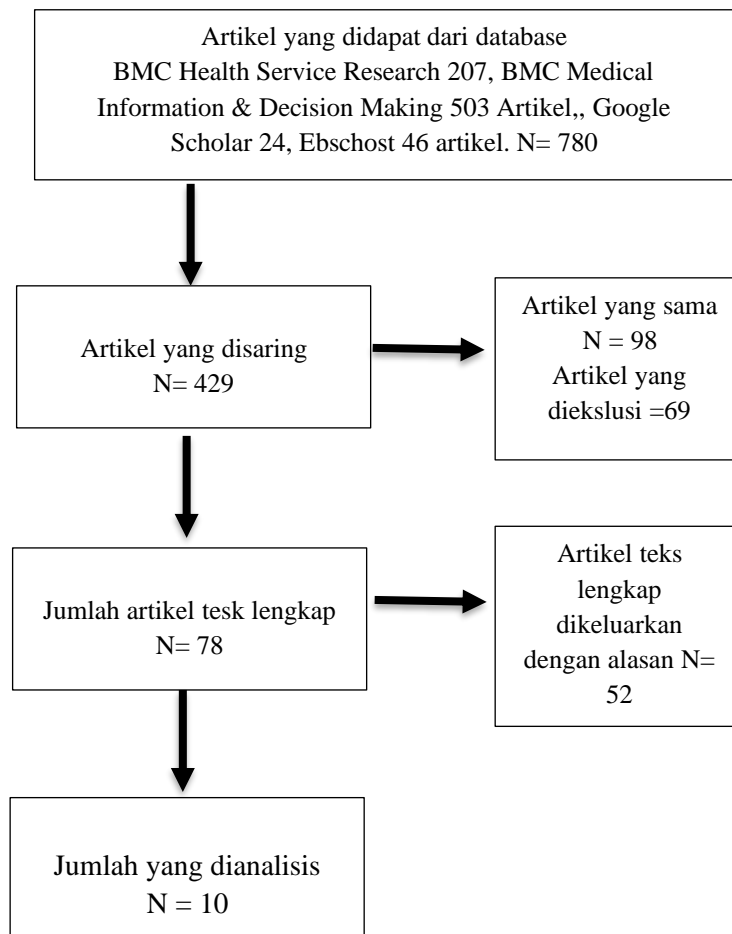 Artikel yang didapat dari database
BMC Health Service Research 207, BMC Medical
Information & Decision Making 503 Artikel,, Google
Scholar 24, Ebschost 46 artikel. N= 780
Artikel yang disaring
N= 429
Artikel yang sama
N = 98
Artikel yang
diekslusi =69
Jumlah artikel tesk lengkap
N= 78
Artikel teks
lengkap
dikeluarkan
dengan alasan N=
52
Jumlah yang dianalisis
N = 10